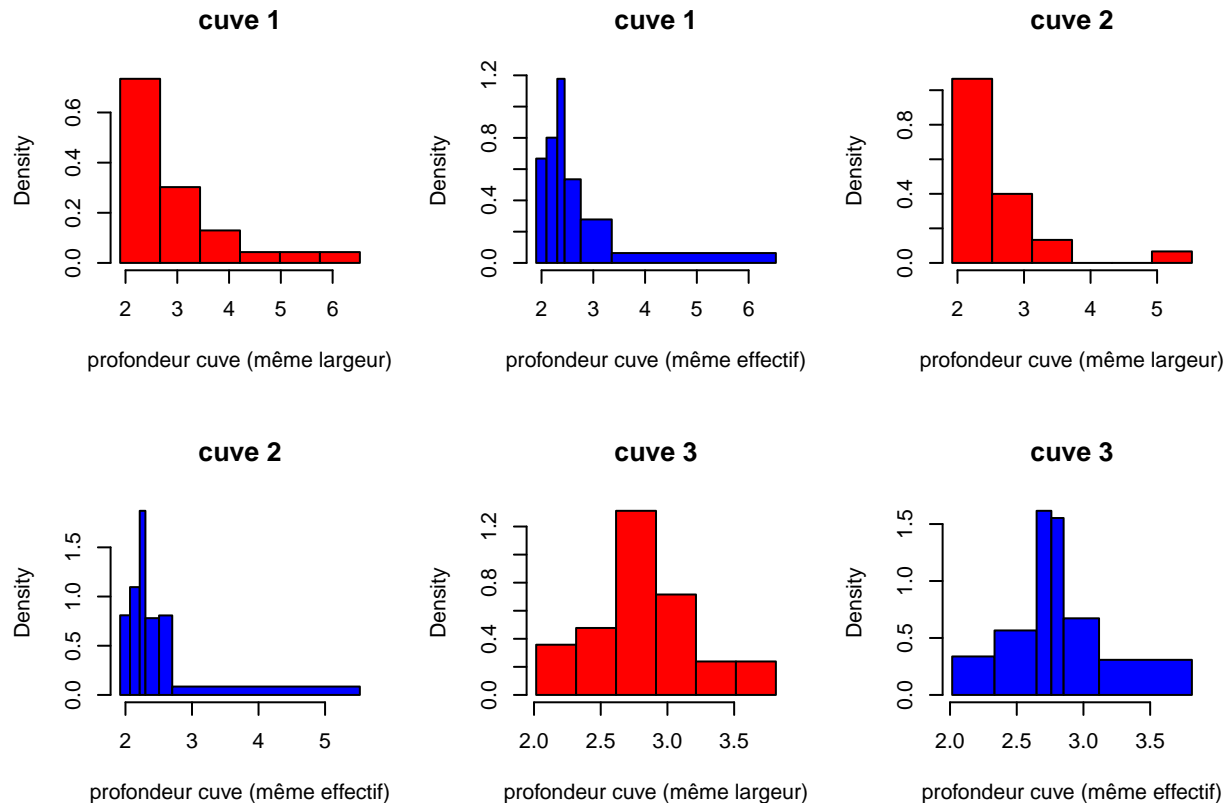 cuve 1
Density
0.0 0.2 0.4 0.6
2 3 4 5 6
profondeur cuve (même largeur)
cuve 1
Density
0.0 0.4 0.8 1.2
2 3 4 5 6
profondeur cuve (même effectif)
cuve 2
Density
0.0 0.4 0.8
2 3 4 5
profondeur cuve (même largeur)
cuve 2
Density
0.0 0.5 1.0 1.5
2 3 4 5
profondeur cuve (même effectif)
cuve 3
Density
0.0 0.4 0.8 1.2
2.0 2.5 3.0 3.5
profondeur cuve (même largeur)
cuve 3
Density
0.0 0.5 1.0 1.5
2.0 2.5 3.0 3.5
profondeur cuve (même effectif)